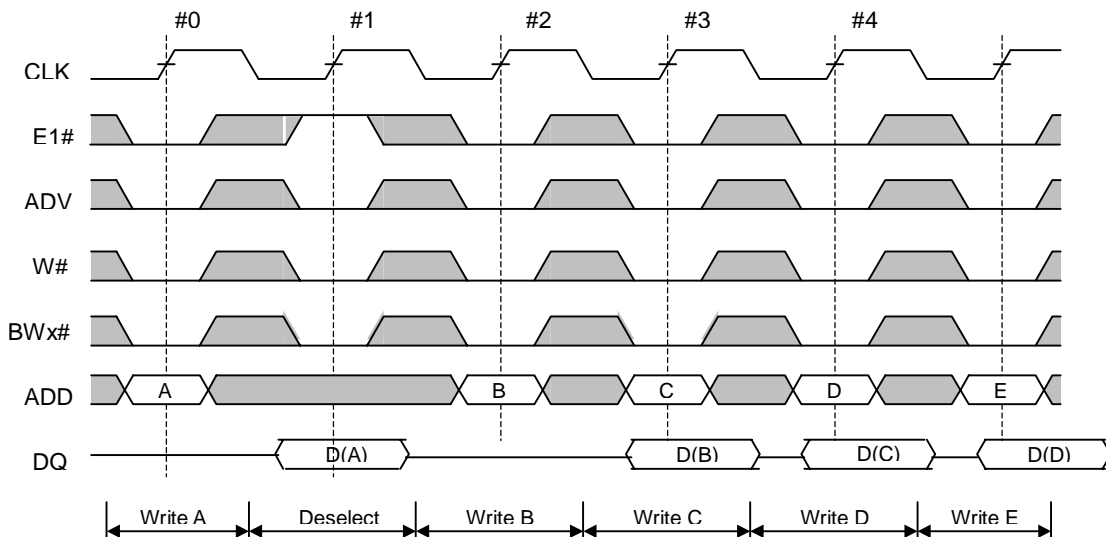 #0 #1 #2 #3 #4
CLK
E1#
ADV
W#
BWx#
ADD A B C D E
DQ D(A) D(B) D(C) D(D)
Write A Deselect Write B Write C Write D Write E